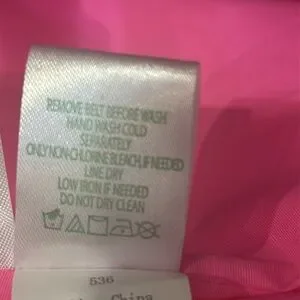 REMOVE BELT BEFORE WASH
HAND WASH COLD
SEPARATELY
ONLY NON-CHLORINE BLEACH, IF NEEDED
LINE DRY
LOW IRON IF NEEDED
DO NOT DRY CLEAN
536
China